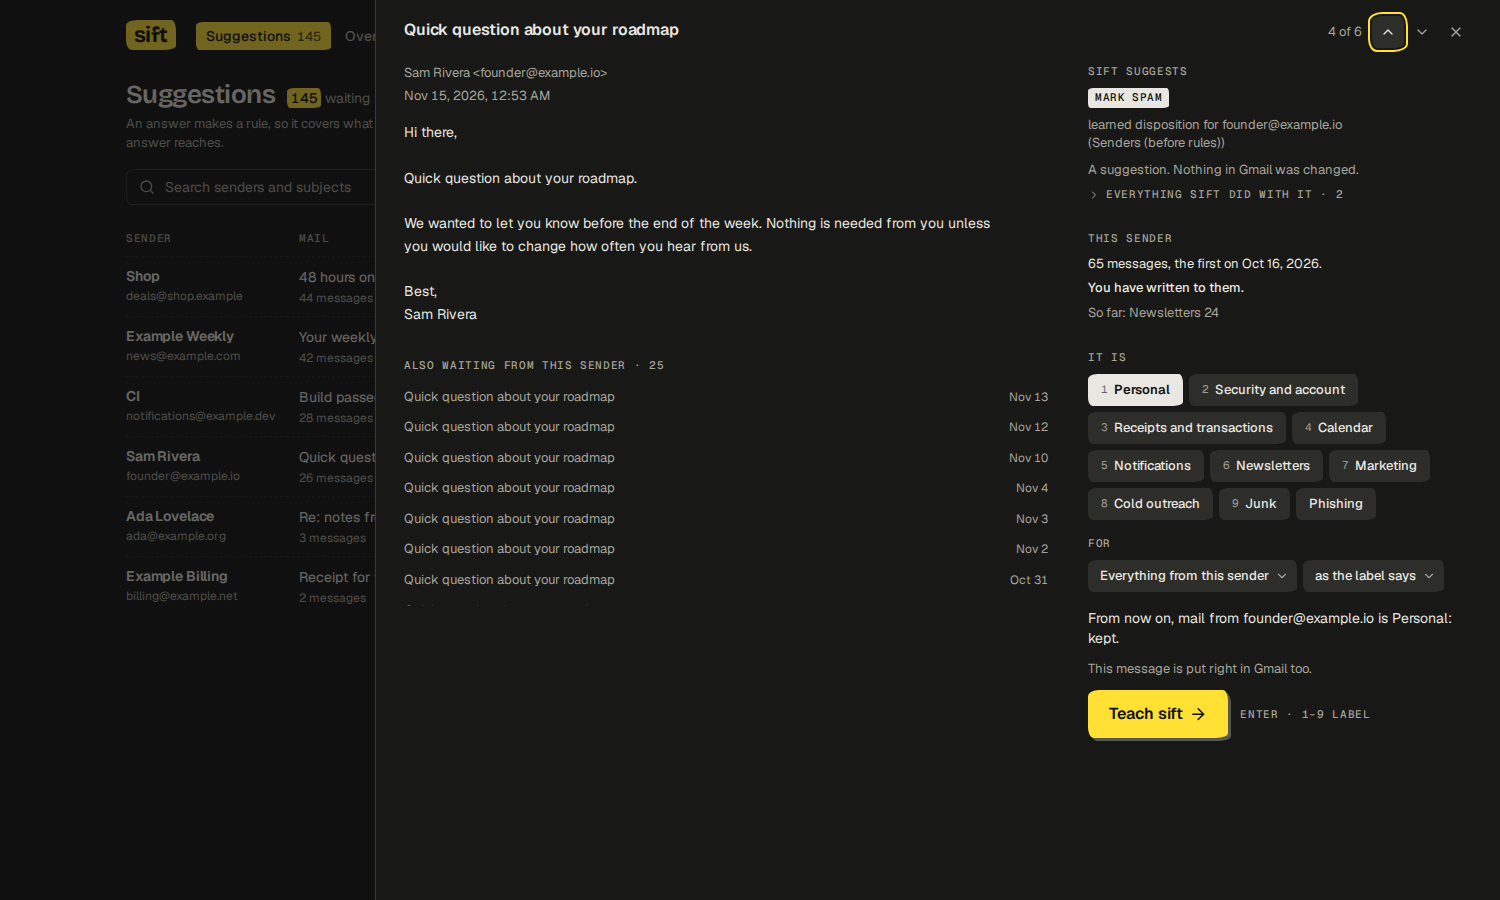 sift
Suggestions 145
Over
Suggestions 145 waiting
An answer makes a rule, so it covers what
answer reaches.
Search senders and subjects
SENDER MAIL
Shop 48 hours on
deals@shop.example 44 messages
Example Weekly Your weekly
news@example.com 42 messages
CI Build passe
notifications@example.dev 28 messages
Sam Rivera Quick quest
founder@example.io 26 messages
Ada Lovelace Re: notes fr
ada@example.org 3 messages
Example Billing Receipt for
billing@example.net 2 messages
Quick question about your roadmap
4 of 6
Sam Rivera <founder@example.io>
Nov 15, 2026, 12:53 AM
Hi there,
Quick question about your roadmap.
We wanted to let you know before the end of the week. Nothing is needed from you unless
you would like to change how often you hear from us.
Best,
Sam Rivera
ALSO WAITING FROM THIS SENDER · 25
Quick question about your roadmap Nov 13
Quick question about your roadmap Nov 12
Quick question about your roadmap Nov 10
Quick question about your roadmap Nov 4
Quick question about your roadmap Nov 3
Quick question about your roadmap Nov 2
Quick question about your roadmap Oct 31
SIFT SUGGESTS
MARK SPAM
learned disposition for founder@example.io
(Senders (before rules))
A suggestion. Nothing in Gmail was changed.
EVERYTHING SIFT DID WITH IT · 2
THIS SENDER
65 messages, the first on Oct 16, 2026.
You have written to them.
So far: Newsletters 24
IT IS
1 Personal 2 Security and account
3 Receipts and transactions 4 Calendar
5 Notifications 6 Newsletters 7 Marketing
8 Cold outreach 9 Junk Phishing
FOR
Everything from this sender as the label says
From now on, mail from founder@example.io is Personal:
kept.
This message is put right in Gmail too.
Teach sift → ENTER · 1–9 LABEL